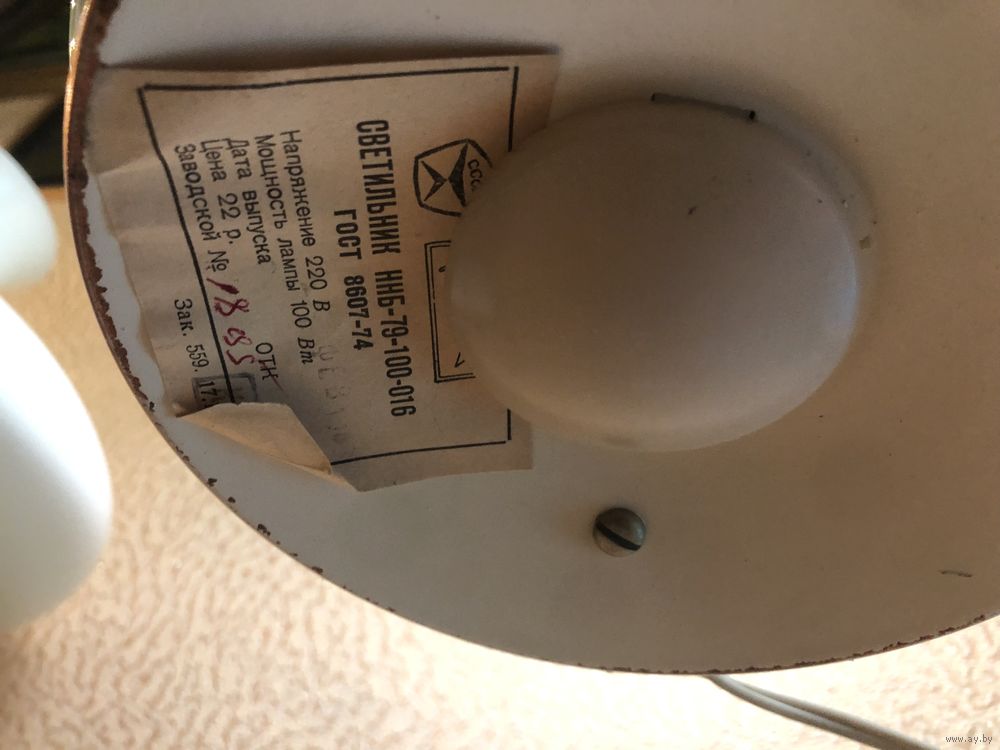 ССС
СВЕТИЛЬНИК ННБ-79-100-016
ГОСТ 8607-74
Напряжение 220 В
Мощность лампы 100 Вт
Дата выпуска
Цена 22 р. ОТК
Заводской №
Зак. 559.
www.ay.by